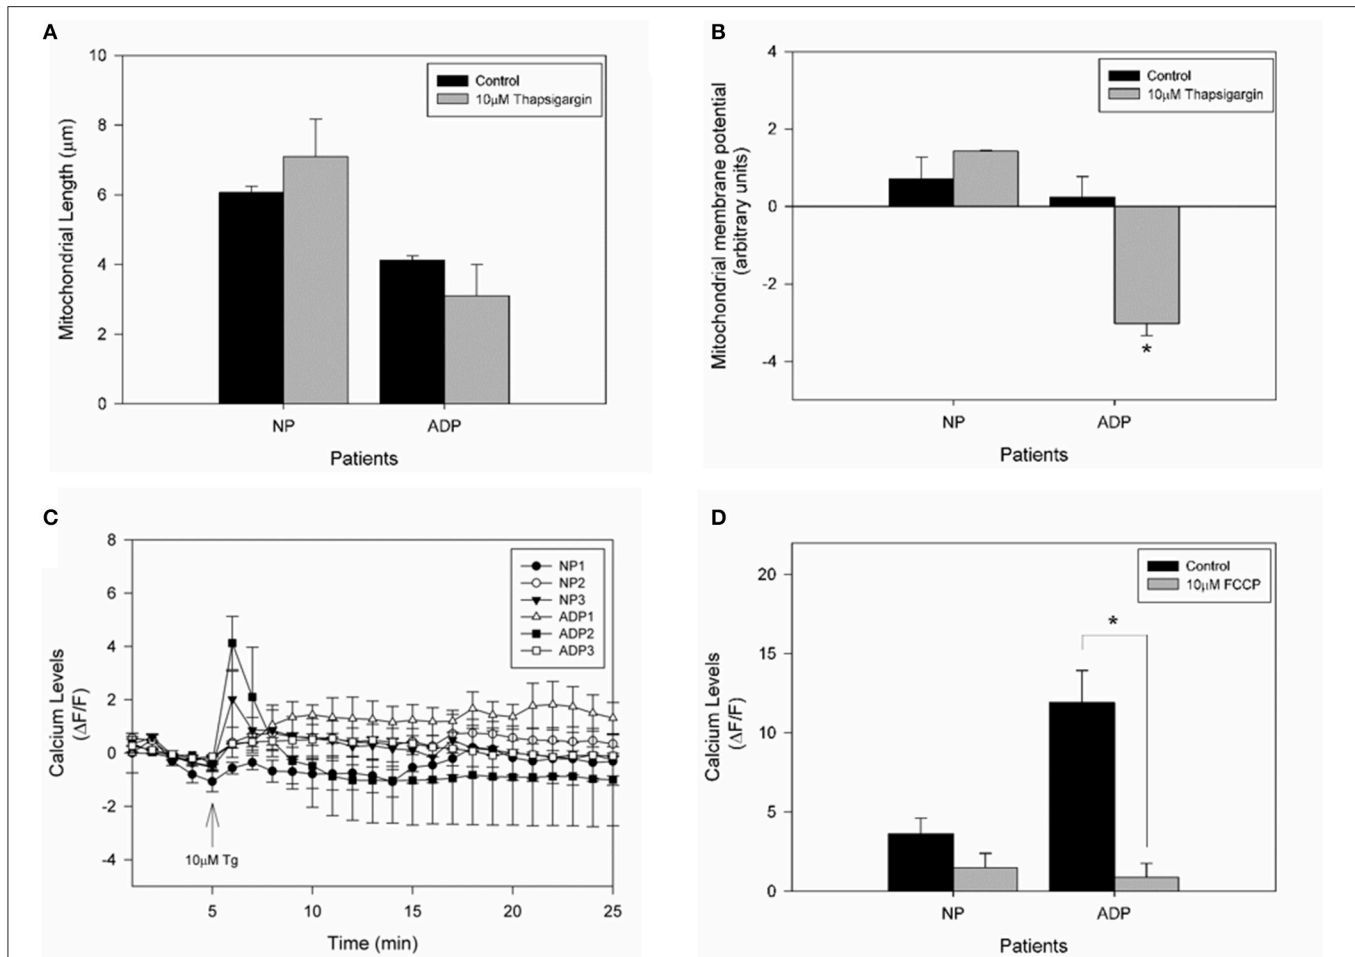 A
10
8
6
4
2
0
Mitochondrial Length (μm)
Control
10μM Thapsigargin
NP
ADP
Patients
B
4
2
0
-2
-4
Mitochondrial membrane potential
(arbitrary units)
Control
10μM Thapsigargin
*
NP
ADP
Patients
C
8
6
4
2
0
-2
-4
Calcium Levels
(ΔF/F)
NP1
NP2
NP3
ADP1
ADP2
ADP3
10μM Tg
5
10
15
20
25
Time (min)
D
20
15
10
5
0
Calcium Levels
(ΔF/F)
Control
10μM FCCP
*
NP
ADP
Patients